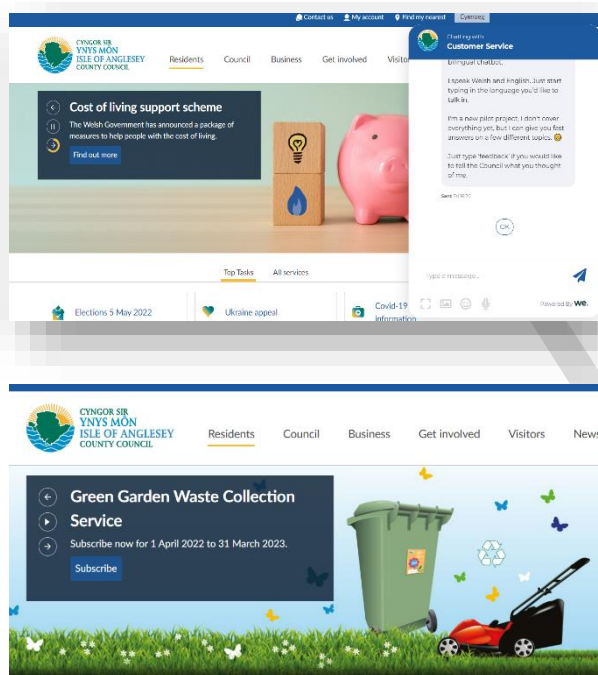 Contact us My account Find my nearest Cymraeg
CYNGOR SIR
YNYS MÔN
ISLE OF ANGLESEY
COUNTY COUNCIL
Residents Council Business Get involved Visitor
Cost of living support scheme
The Welsh Government has announced a package of
measures to help people with the cost of living.
Find out more
Chatting with
Customer Service
bilingual chatbot.
I speak Welsh and English. Just start
typing in the language you'd like to
talk in.
I'm a new pilot project, I don't cover
everything yet, but I can give you fast
answers on a few different topics.
Just type 'feedback' if you would like
to tell the Council what you thought
of me.
Sent
OK
Type a message...
Powered By we.
Top Tasks All services
Elections 5 May 2022
Ukraine appeal
Covid-19
information
CYNGOR SIR
YNYS MÔN
ISLE OF ANGLESEY
COUNTY COUNCIL
Residents Council Business Get involved Visitors News
Green Garden Waste Collection
Service
Subscribe now for 1 April 2022 to 31 March 2023.
Subscribe